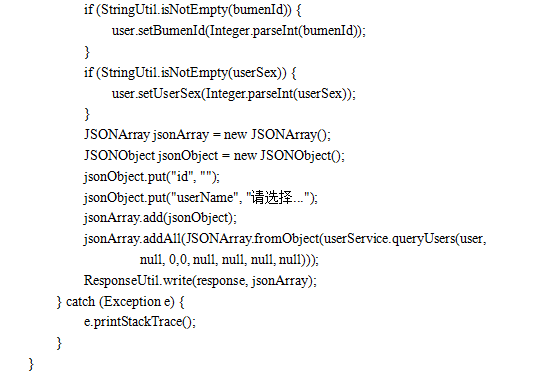 if (StringUtil.isNotEmpty(bumenId)) {
user.setBumenId(Integer.parseInt(bumenId));
}
if (StringUtil.isNotEmpty(userSex)) {
user.setUserSex(Integer.parseInt(userSex));
}
JSONArray jsonArray = new JSONArray();
JSONObject jsonObject = new JSONObject();
jsonObject.put("id", "");
jsonObject.put("userName", "请选择...");
jsonArray.add(jsonObject);
jsonArray.addAll(JSONArray.fromObject(userService.queryUsers(user,
null, 0,0, null, null, null, null)));
ResponseUtil.write(response, jsonArray);
} catch (Exception e) {
e.printStackTrace();
}
}